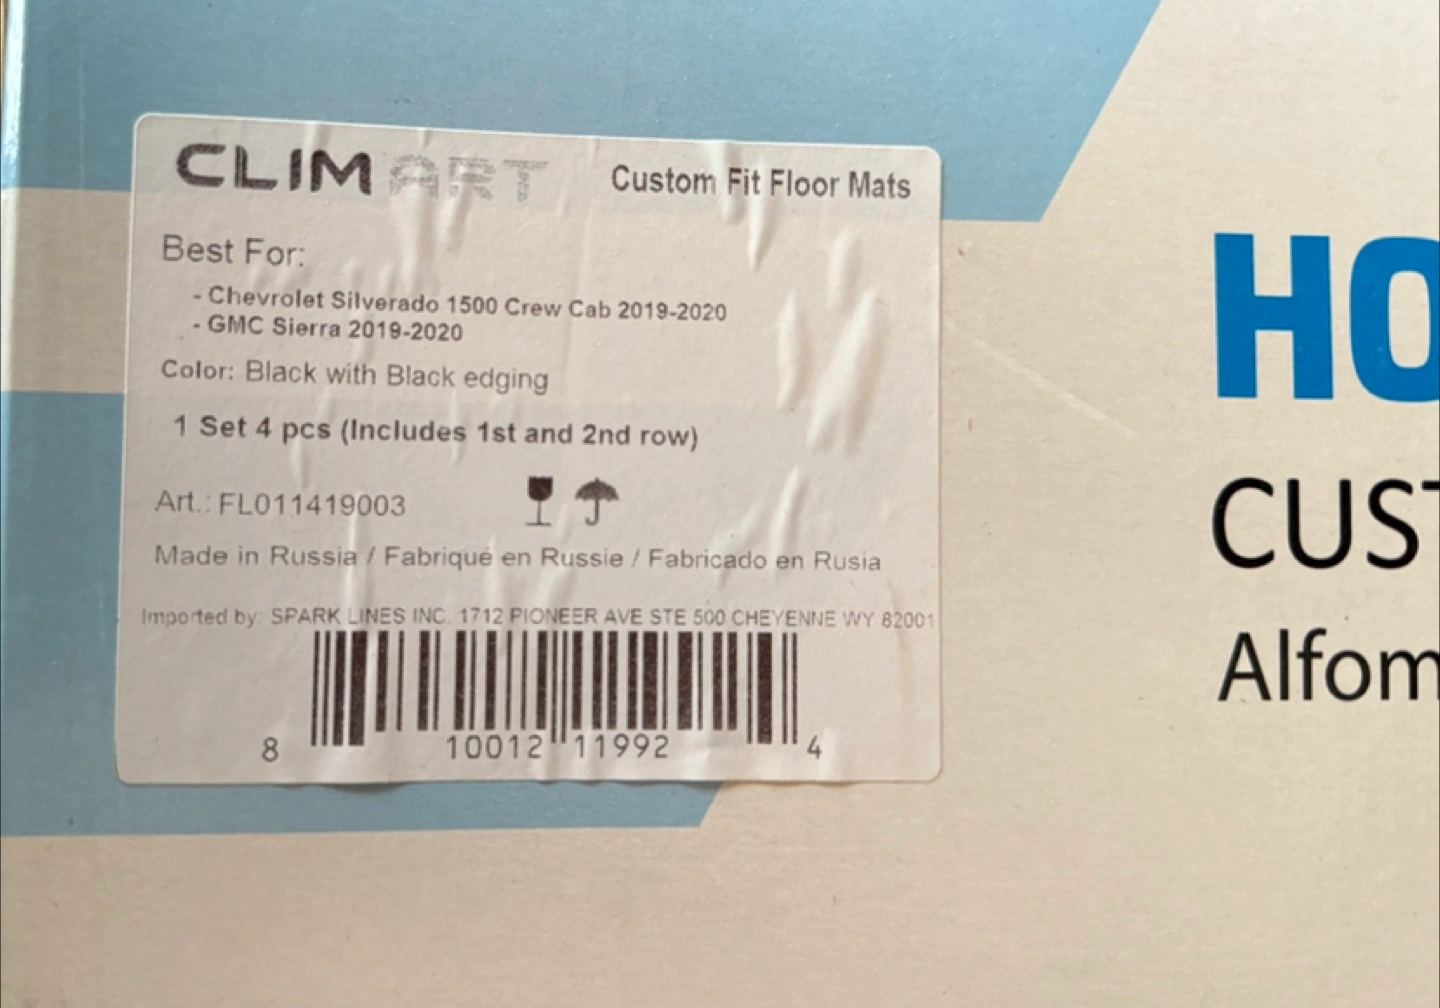 CLIMART Custom Fit Floor Mats
Best For:
- Chevrolet Silverado 1500 Crew Cab 2019-2020
- GMC Sierra 2019-2020
Color: Black with Black edging
1 Set 4 pcs (Includes 1st and 2nd row)
Art.: FL011419003
Made in Russia / Fabriqué en Russie / Fabricado en Rusia
Imported by: SPARK LINES INC. 1712 PIONEER AVE STE 500 CHEYENNE WY 82001
8 10012 11992 4
HO
CUST
Alfom